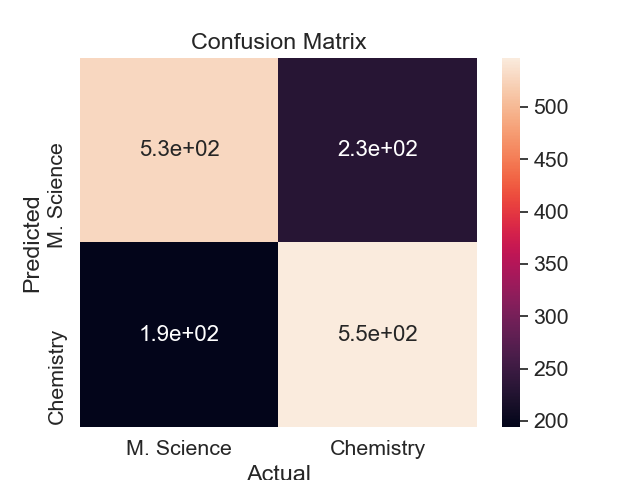 Confusion Matrix
Predicted
M. Science
Chemistry
5.3e+02
2.3e+02
1.9e+02
5.5e+02
M. Science
Chemistry
Actual
500
450
400
350
300
250
200